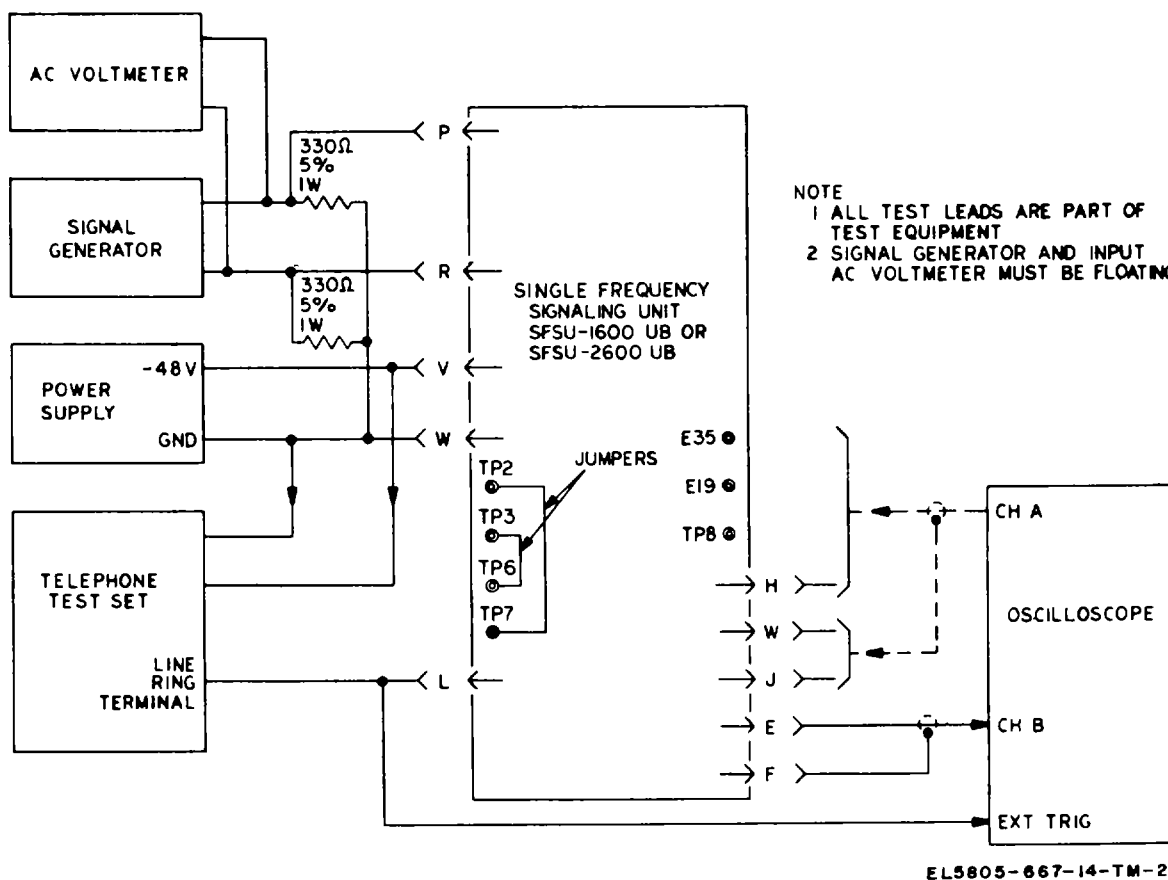 AC VOLTMETER
SIGNAL
GENERATOR
-48V
POWER
SUPPLY
GND
TELEPHONE
TEST SET
LINE
RING
TERMINAL
330Ω
5%
1W
330Ω
5%
1W
P
R
V
W
L
SINGLE FREQUENCY
SIGNALING UNIT
SFSU-1600 UB OR
SFSU-2600 UB
TP2
TP3
TP6
TP7
JUMPERS
E35
E19
TP8
H
W
J
E
F
NOTE
1 ALL TEST LEADS ARE PART OF
TEST EQUIPMENT
2 SIGNAL GENERATOR AND INPUT
AC VOLTMETER MUST BE FLOATING
CH A
OSCILLOSCOPE
CH B
EXT TRIG
EL5805-667-14-TM-2